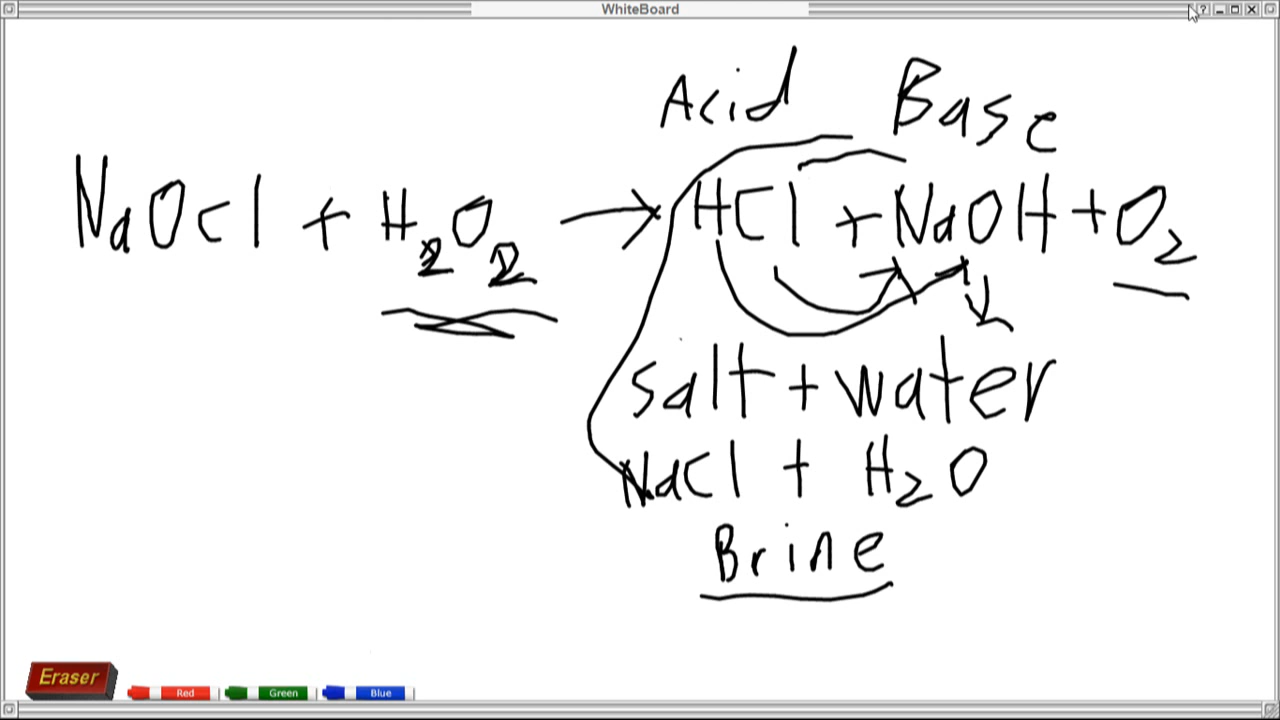 WhiteBoard
Acid Base
NaOCl + H₂O₂ → HCl + NaOH + O₂
salt + water
NaCl + H₂O
Brine
Eraser Red Green Blue